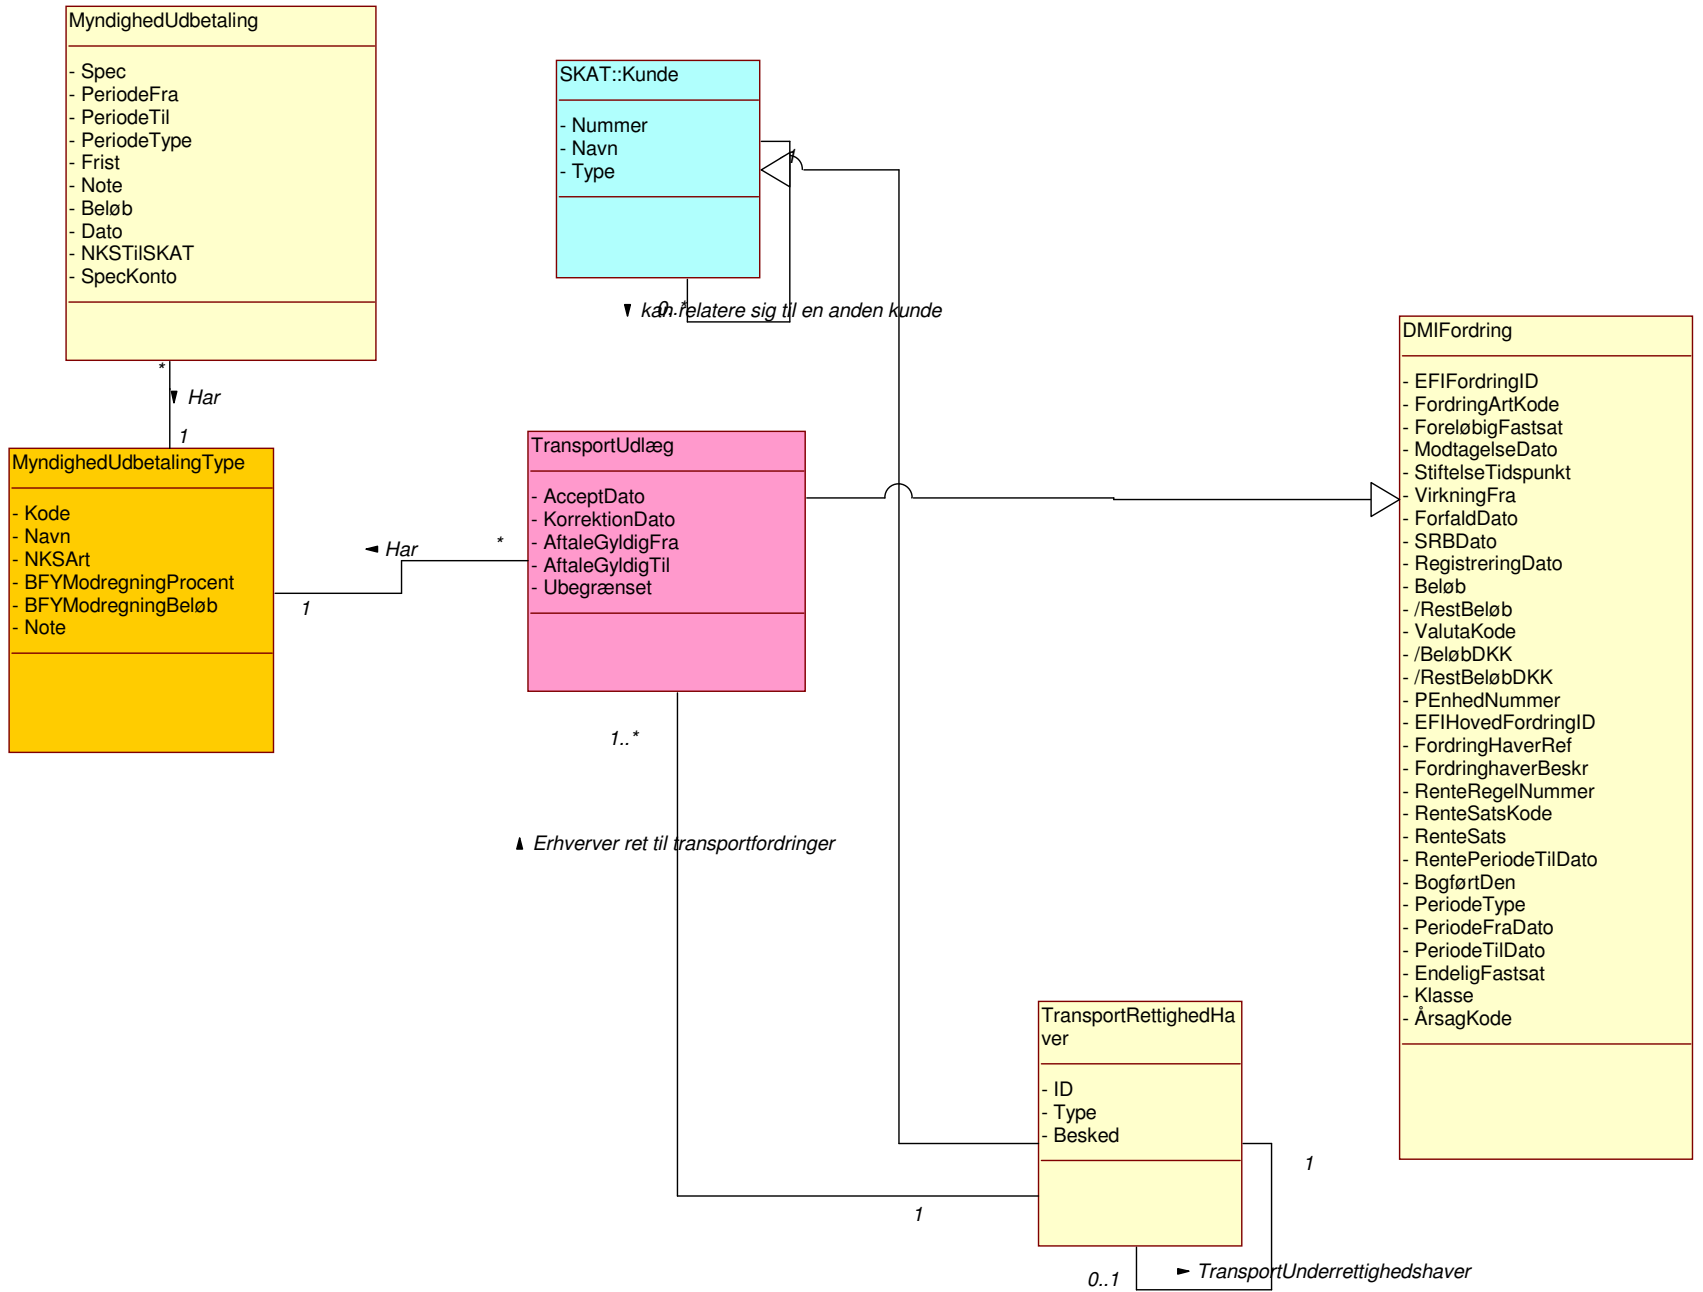 MyndighedUdbetaling
- Spec
- PeriodeFra
- PeriodeTil
- PeriodeType
- Frist
- Note
- Beløb
- Dato
- NKSTilSKAT
- SpecKonto
*
Har
1
MyndighedUdbetalingType
- Kode
- Navn
- NKSArt
- BFYModregningProcent
- BFYModregningBeløb
- Note
SKAT::Kunde
- Nummer
- Navn
- Type
1
0..*
kan relatere sig til en anden kunde
TransportUdlæg
- AcceptDato
- KorrektionDato
- AftaleGyldigFra
- AftaleGyldigTil
- Ubegrænset
Har
*
1
1..*
Erhverver ret til transportfordringer
1
TransportRettighedHa
ver
- ID
- Type
- Besked
1
0..1
TransportUnderrettighedshaver
DMIFordring
- EFIFordringID
- FordringArtKode
- ForeløbigFastsat
- ModtagelseDato
- StiftelseTidspunkt
- VirkningFra
- ForfaldDato
- SRBDato
- RegistreringDato
- Beløb
- /RestBeløb
- ValutaKode
- /BeløbDKK
- /RestBeløbDKK
- PEnhedNummer
- EFIHovedFordringID
- FordringHaverRef
- FordringhaverBeskr
- RenteRegelNummer
- RenteSatsKode
- RenteSats
- RentePeriodeTilDato
- BogførtDen
- PeriodeType
- PeriodeFraDato
- PeriodeTilDato
- EndeligFastsat
- Klasse
- ÅrsagKode